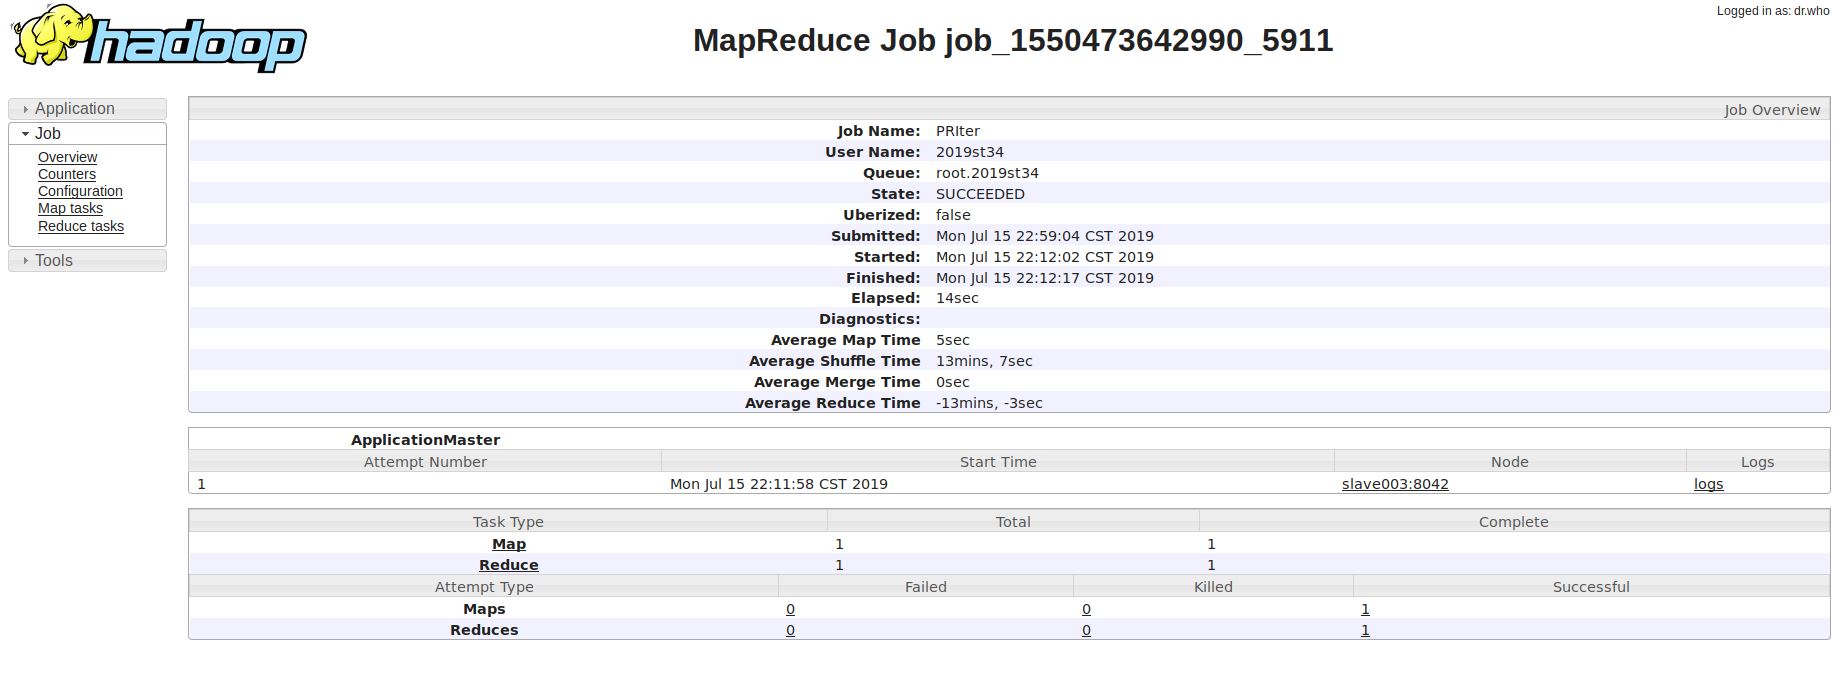 Logged in as: dr.who
hadoop
MapReduce Job job_1550473642990_5911
Application
Job
Overview
Counters
Configuration
Map tasks
Reduce tasks
Tools
Job Overview
Job Name: PRIter
User Name: 2019st34
Queue: root.2019st34
State: SUCCEEDED
Uberized: false
Submitted: Mon Jul 15 22:59:04 CST 2019
Started: Mon Jul 15 22:12:02 CST 2019
Finished: Mon Jul 15 22:12:17 CST 2019
Elapsed: 14sec
Diagnostics:
Average Map Time 5sec
Average Shuffle Time 13mins, 7sec
Average Merge Time 0sec
Average Reduce Time -13mins, -3sec
ApplicationMaster
Attempt Number Start Time Node Logs
1 Mon Jul 15 22:11:58 CST 2019 slave003:8042 logs
Task Type Total Complete
Map 1 1
Reduce 1 1
Attempt Type Failed Killed Successful
Maps 0 0 1
Reduces 0 0 1